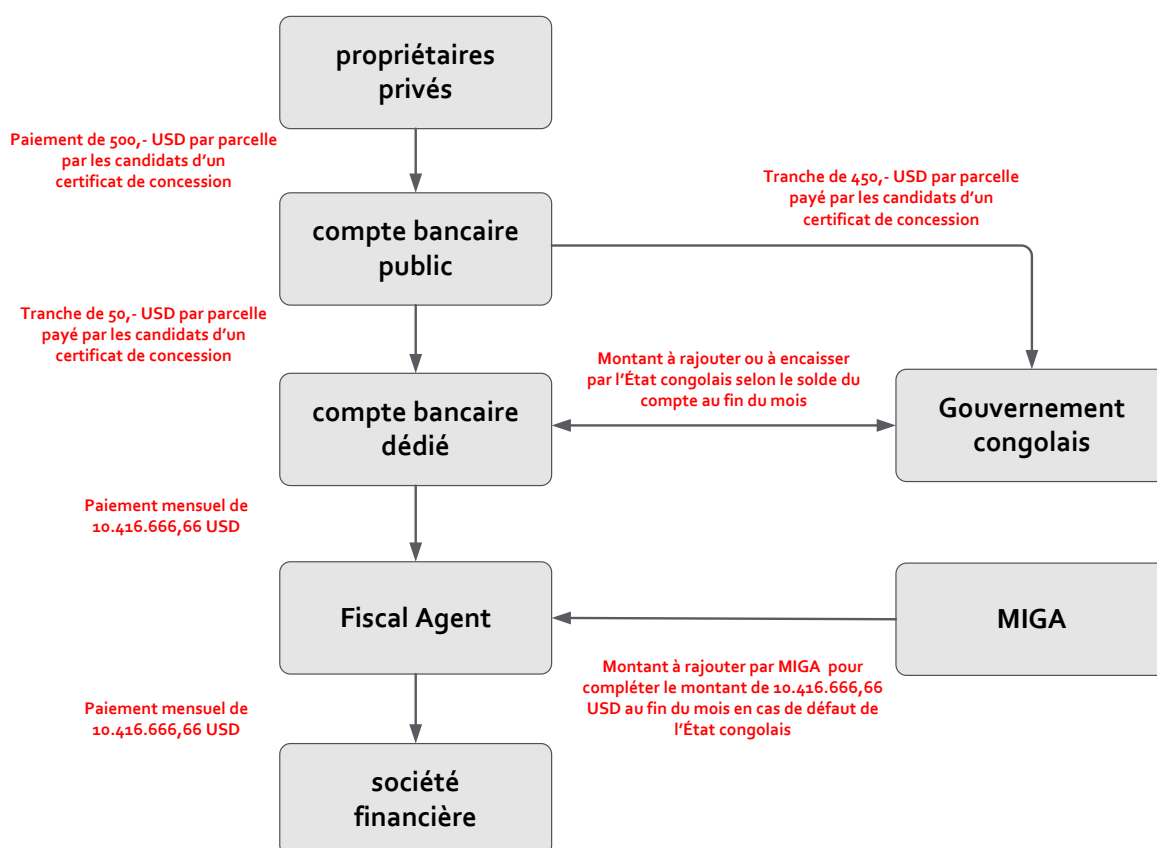 propriétaires
privés
Paiement de 500,- USD par parcelle
par les candidats d'un
certificat de concession
Tranche de 450,- USD par parcelle
payé par les candidats d'un
certificat de concession
compte bancaire
public
Tranche de 50,- USD par parcelle
payé par les candidats d'un
certificat de concession
Montant à rajouter ou à encaisser
par l'État congolais selon le solde du
compte au fin du mois
compte bancaire
dédié
Gouvernement
congolais
Paiement mensuel de
10.416.666,66 USD
Fiscal Agent
MIGA
Montant à rajouter par MIGA pour
compléter le montant de 10.416.666,66
USD au fin du mois en cas de défaut de
l'État congolais
Paiement mensuel de
10.416.666,66 USD
société
financière